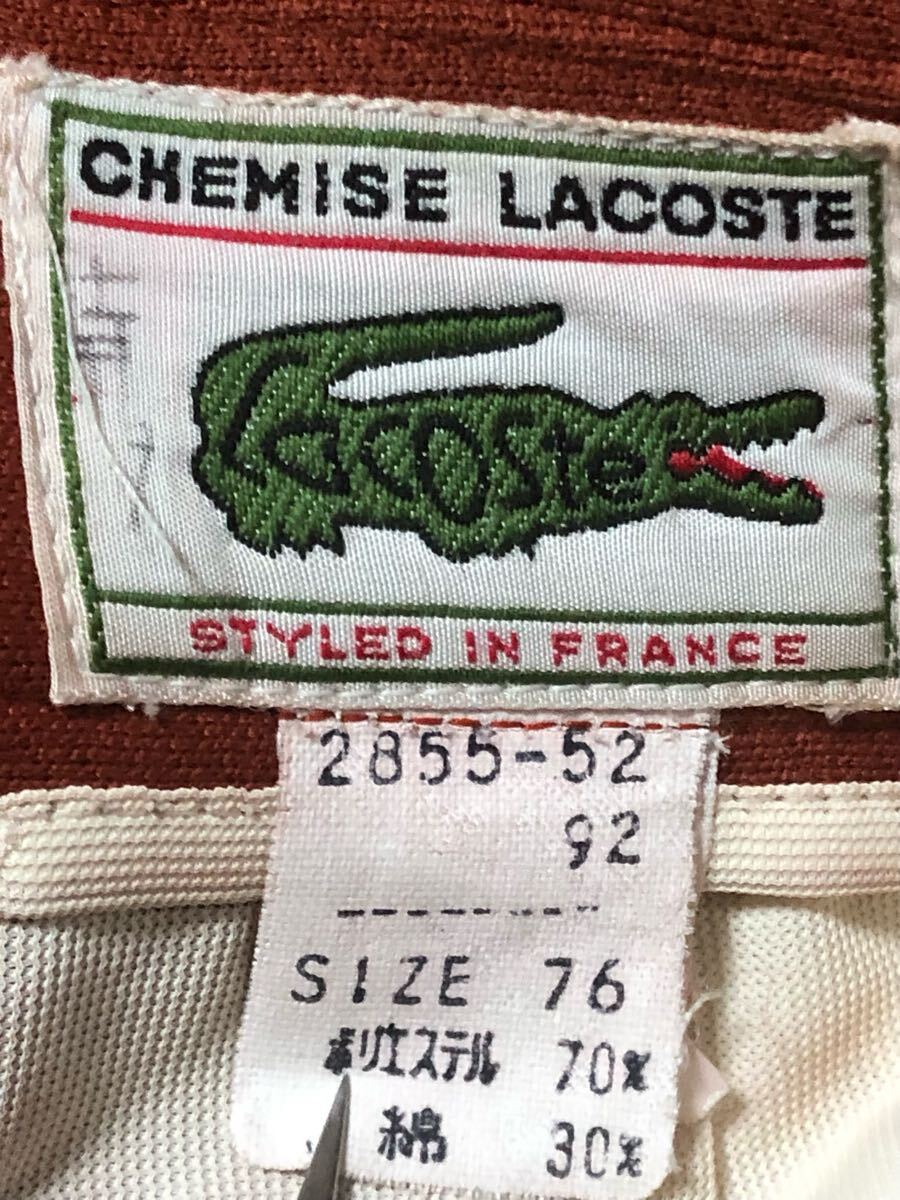 CHEMISE LACOSTE
Lacoste
STYLED IN FRANCE
2855-52
92
SIZE 76
ポリエステル 70%
綿 30%